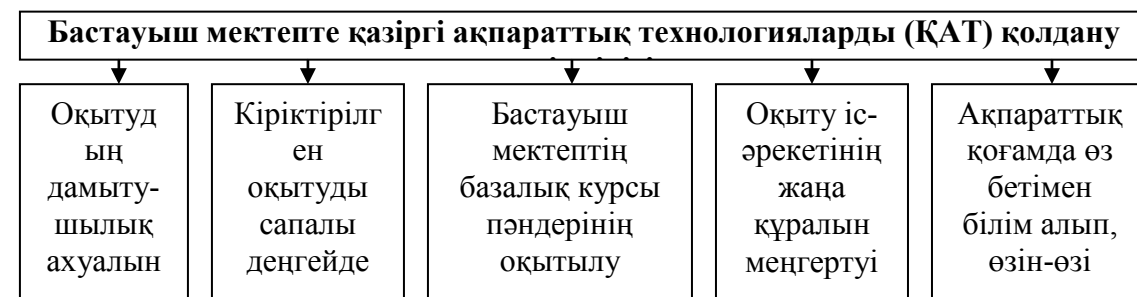 Бастауыш мектепте қазіргі ақпараттық технологияларды (ҚАТ) қолдану
Оқытуд
ың
дамыту-
шылық
ахуалын
Кіріктірілг
ен
оқытуды
сапалы
деңгейде
Бастауыш
мектептің
базалық курсы
пәндерінің
оқытылу
Оқыту іс-
әрекетінің
жаңа
құралын
меңгертуі
Ақпараттық
қоғамда өз
бетімен
білім алып,
өзін-өзі